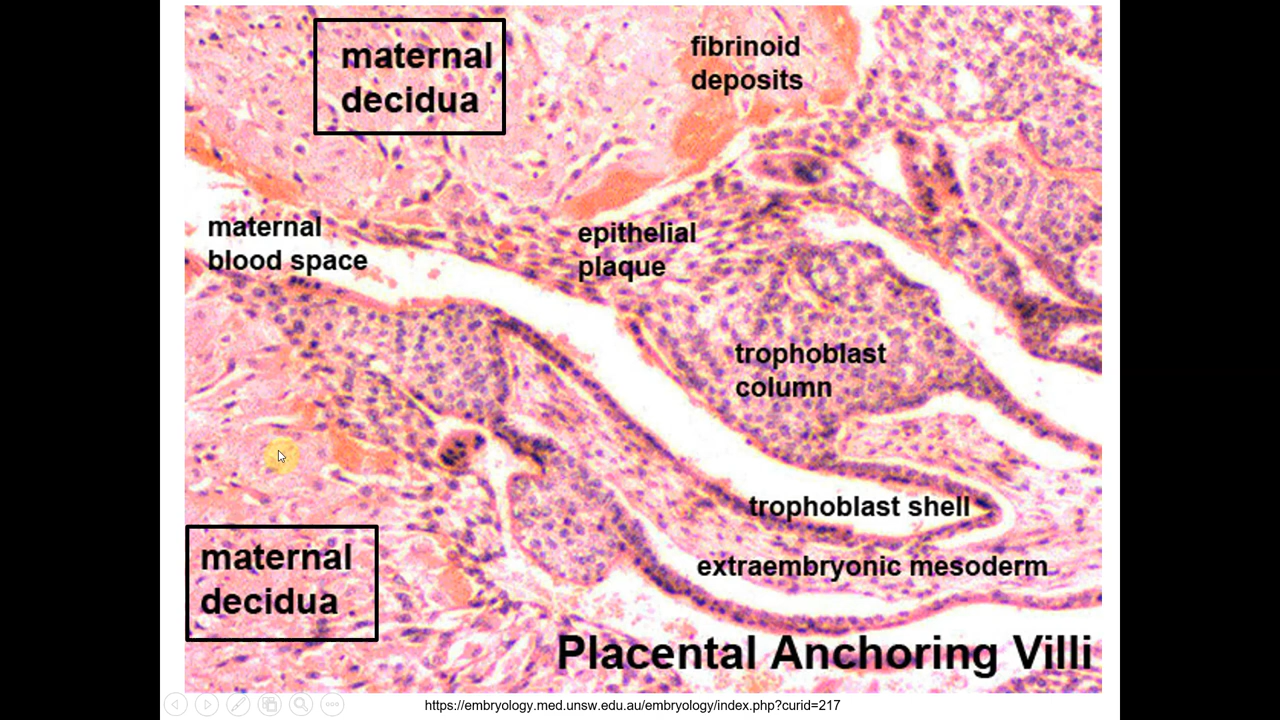 maternal
decidua
fibrinoid
deposits
maternal
blood space
epithelial
plaque
trophoblast
column
trophoblast shell
extraembryonic mesoderm
maternal
decidua
Placental Anchoring Villi
https://embryology.med.unsw.edu.au/embryology/index.php?curid=217